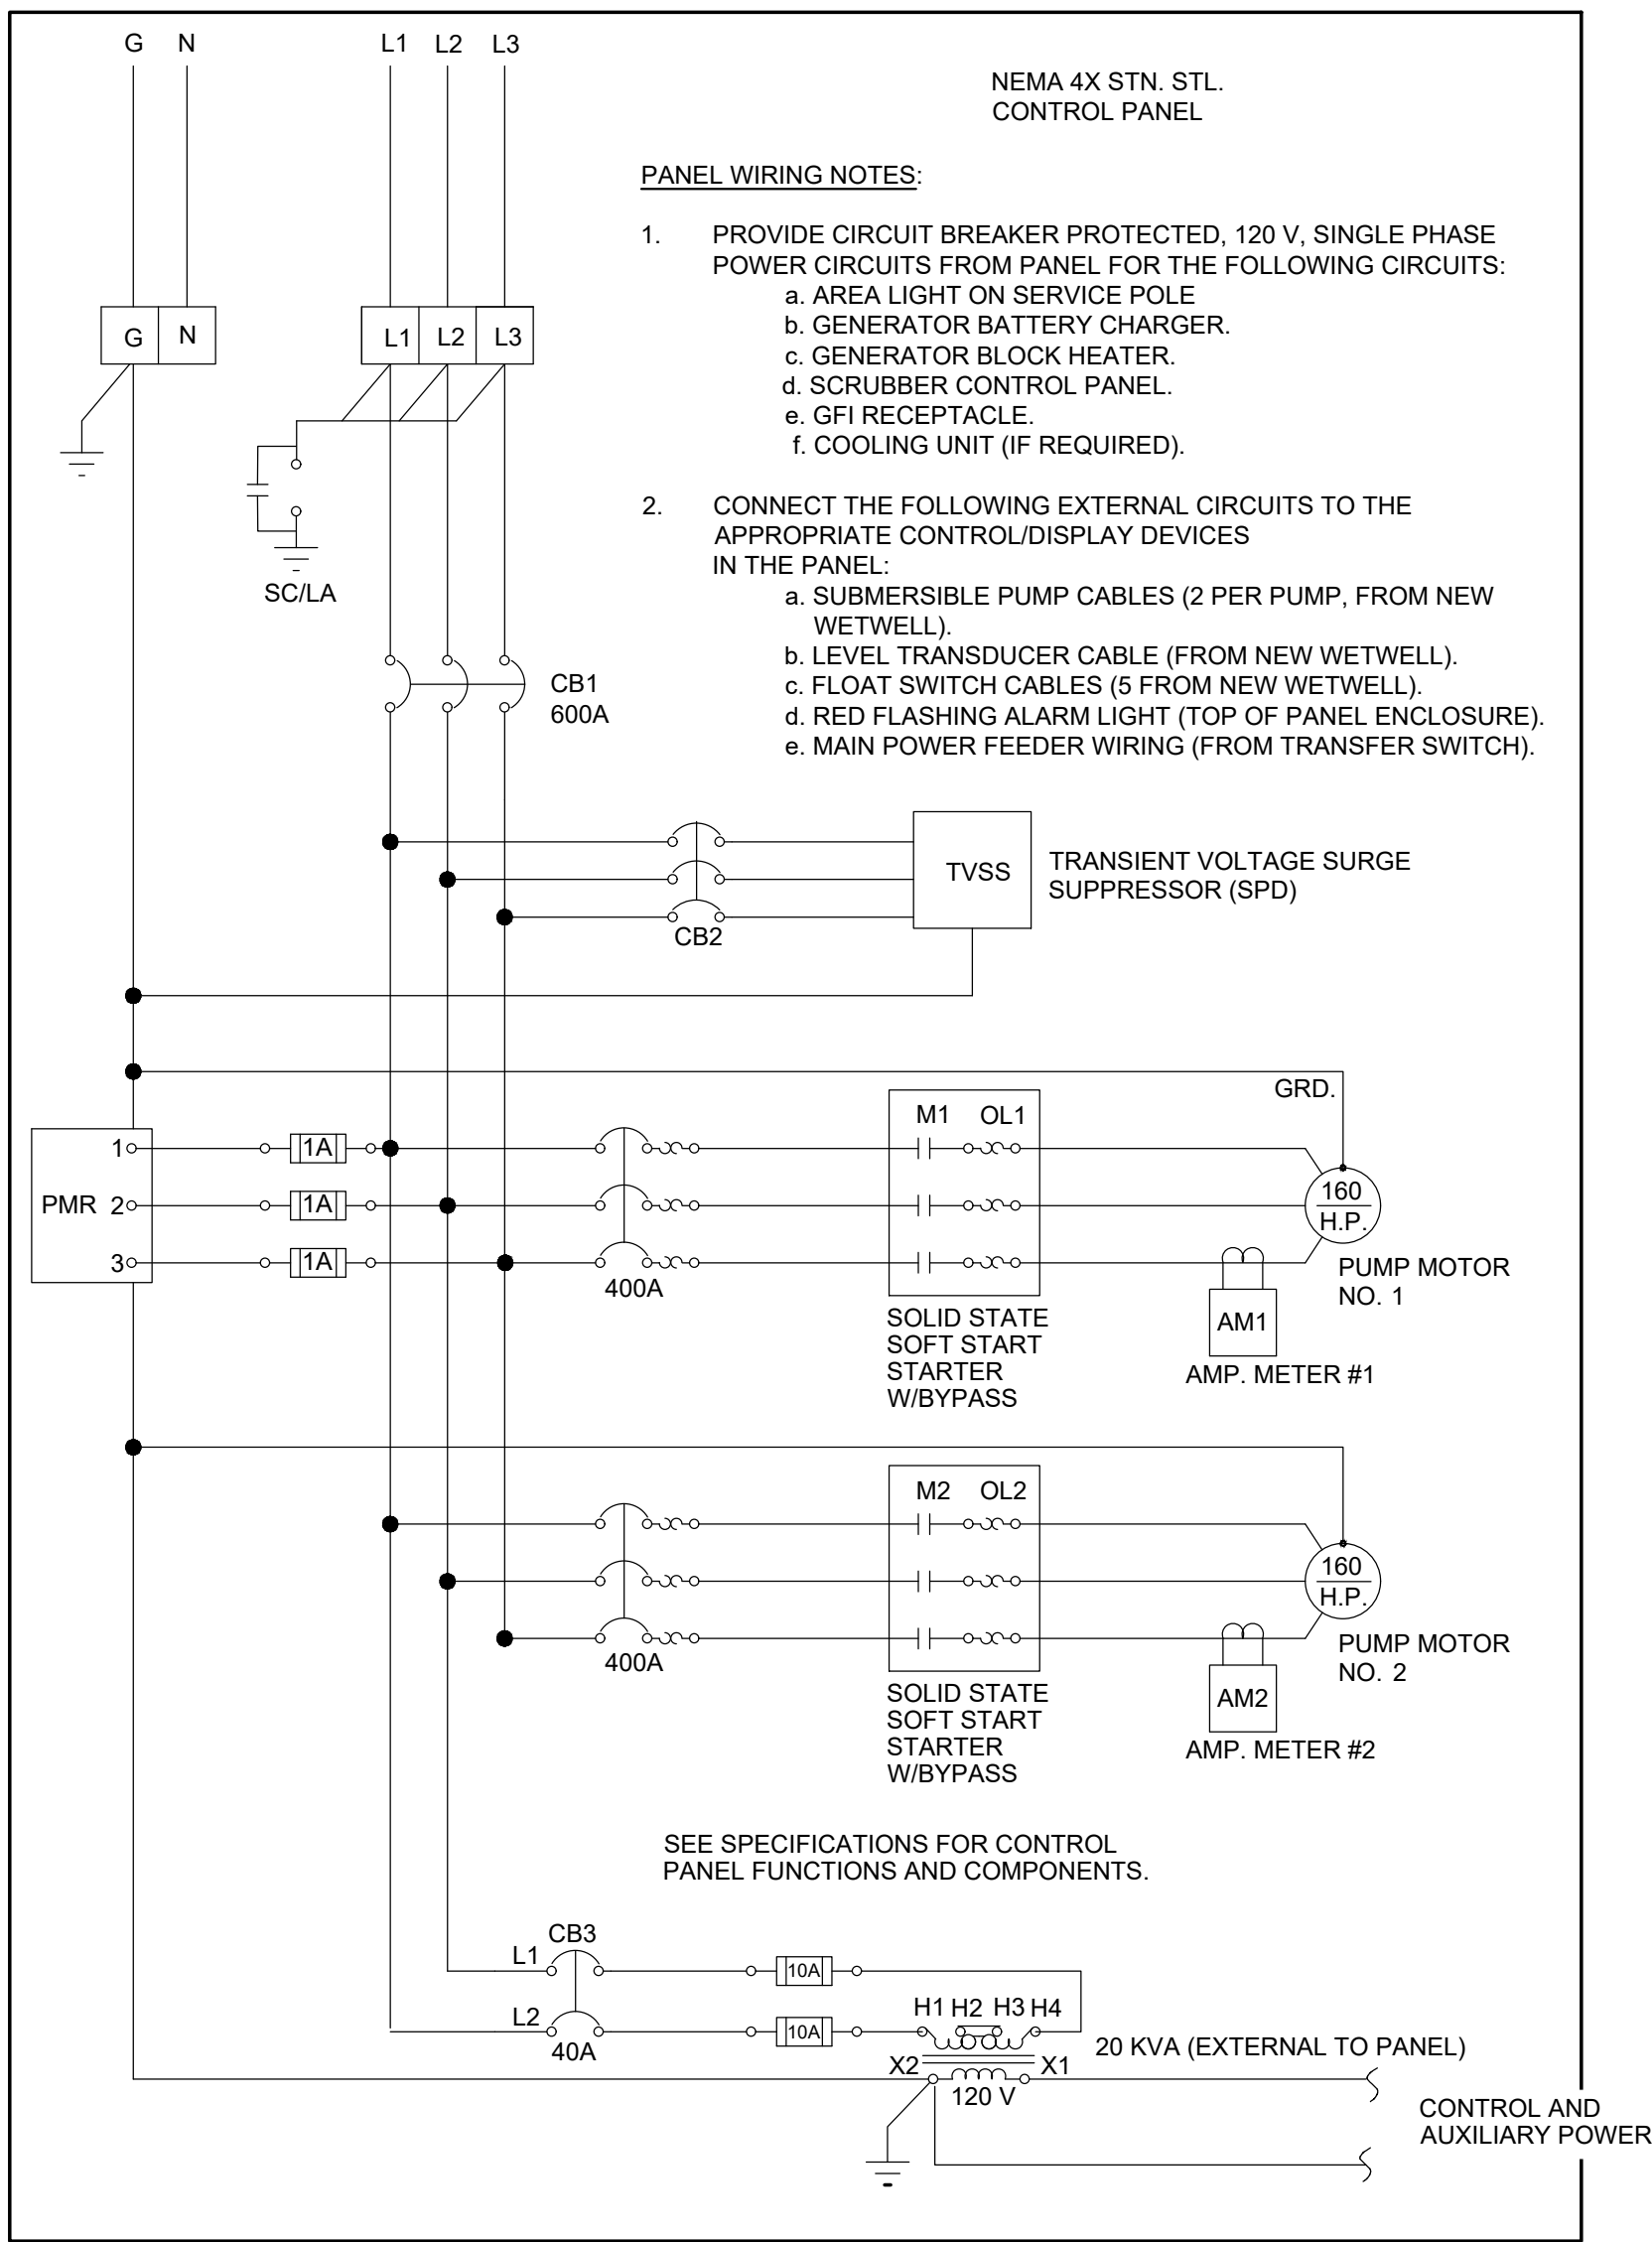 G N L1 L2 L3
NEMA 4X STN. STL.
CONTROL PANEL
PANEL WIRING NOTES:
1. PROVIDE CIRCUIT BREAKER PROTECTED, 120 V, SINGLE PHASE
POWER CIRCUITS FROM PANEL FOR THE FOLLOWING CIRCUITS:
a. AREA LIGHT ON SERVICE POLE
b. GENERATOR BATTERY CHARGER.
c. GENERATOR BLOCK HEATER.
d. SCRUBBER CONTROL PANEL.
e. GFI RECEPTACLE.
f. COOLING UNIT (IF REQUIRED).
2. CONNECT THE FOLLOWING EXTERNAL CIRCUITS TO THE
APPROPRIATE CONTROL/DISPLAY DEVICES
IN THE PANEL:
a. SUBMERSIBLE PUMP CABLES (2 PER PUMP, FROM NEW
WETWELL).
b. LEVEL TRANSDUCER CABLE (FROM NEW WETWELL).
c. FLOAT SWITCH CABLES (5 FROM NEW WETWELL).
d. RED FLASHING ALARM LIGHT (TOP OF PANEL ENCLOSURE).
e. MAIN POWER FEEDER WIRING (FROM TRANSFER SWITCH).
G N L1 L2 L3
SC/LA
CB1
600A
TVSS
TRANSIENT VOLTAGE SURGE
SUPPRESSOR (SPD)
CB2
GRD.
M1 OL1
1 1A
PMR 2 1A
3 1A
400A
160
H.P.
PUMP MOTOR
NO. 1
SOLID STATE
SOFT START
STARTER
W/BYPASS
AM1
AMP. METER #1
M2 OL2
400A
160
H.P.
PUMP MOTOR
NO. 2
SOLID STATE
SOFT START
STARTER
W/BYPASS
AM2
AMP. METER #2
SEE SPECIFICATIONS FOR CONTROL
PANEL FUNCTIONS AND COMPONENTS.
CB3
L1 10A
L2 10A
40A
H1 H2 H3 H4
20 KVA (EXTERNAL TO PANEL)
X2 X1
120 V
CONTROL AND
AUXILIARY POWER